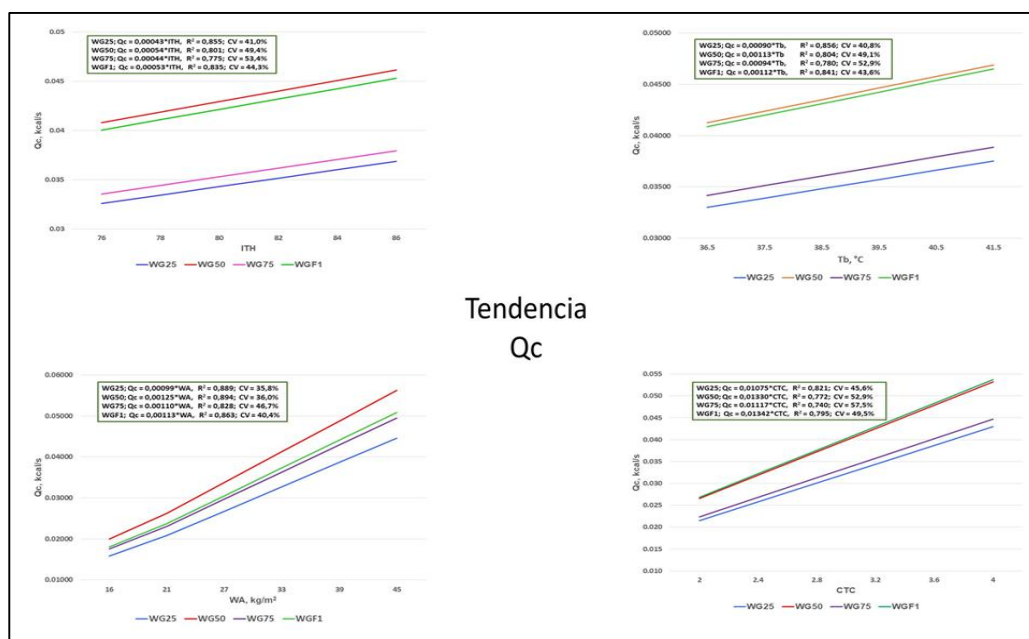 WG25; Qc = 0,00043*ITH, R² = 0,855; CV = 41,0%
WG50; Qc = 0,00054*ITH, R² = 0,801; CV = 49,4%
WG75; Qc = 0,00044*ITH, R² = 0,775; CV = 53,4%
WGF1; Qc = 0,00053*ITH, R² = 0,835; CV = 44,3%
0.05
0.045
0.04
0.035
0.03
Qc, kcal/s
76 78 80 82 84 86
ITH
WG25 WG50 WG75 WGF1
WG25; Qc = 0,00090*Tb, R² = 0,856; CV = 40,8%
WG50; Qc = 0,00113*Tb R² = 0,804; CV = 49,1%
WG75; Qc = 0,00094*Tb, R² = 0,780; CV = 52,9%
WGF1; Qc, = 0,00112*Tb, R² = 0,841; CV = 43,6%
0.05000
0.04500
0.04000
0.03500
0.03000
Qc, kcal/s
36.5 37.5 38.5 39.5 40.5 41.5
Tb, °C
WG25 WG50 WG75 WGF1
Tendencia
Qc
WG25; Qc = 0,00099*WA, R² = 0,889; CV = 35,8%
WG50; Qc = 0,00125*WA, R² = 0,894; CV = 36,0%
WG75; Qc = 0,00110*WA, R² = 0,828; CV = 46,7%
WGF1; Qc = 0,00113*WA, R² = 0,863; CV = 40,4%
0.06000
0.05000
0.04000
0.03000
0.02000
0.01000
Qc, kcal/s
16 21 27 33 39 45
WA, kg/m²
WG25 WG50 WG75 WGF1
WG25; Qc = 0,01075*CTC, R² = 0,821; CV = 45,6%
WG50; Qc = 0,01330*CTC, R² = 0,772; CV = 52,9%
WG75; Qc = 0.01117*CTC, R² = 0,740; CV = 57,5%
WGF1; Qc = 0,01342*CTC, R² = 0,795; CV = 49,5%
0.055
0.050
0.045
0.040
0.035
0.030
0.025
0.020
0.015
0.010
Qc, kcal/s
2 2.4 2.8 3.2 3.6 4
CTC
WG25 WG50 WG75 WGF1